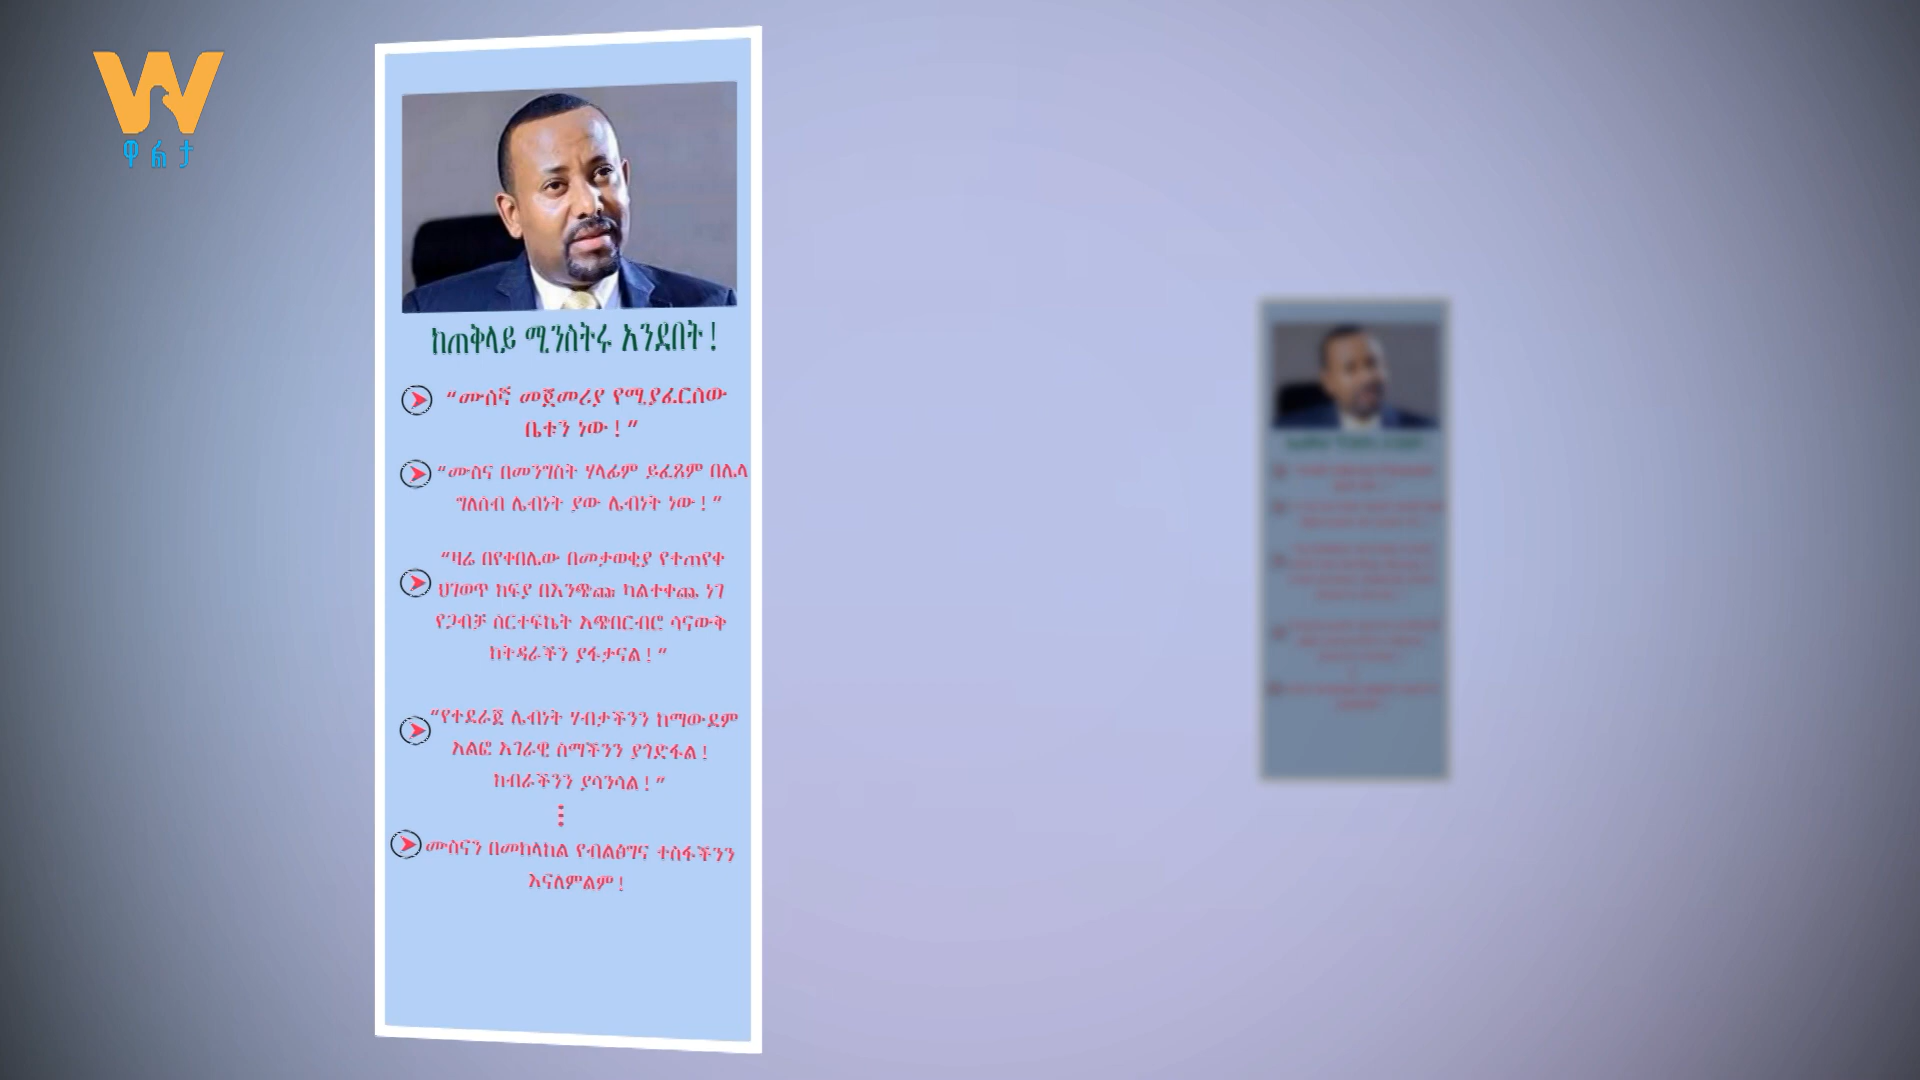 ዋልታ
ከጠቅላይ ሚንስትሩ አንደበት!
“ሙሰኛ መጀመሪያ የሚያፈርሰው
ቤቱን ነው!”
“ሙስና በመንግስት ሃላፊም ይፈጸም በሌላ
ግለሰብ ሌብነት ያው ሌብነት ነው!”
“ዛሬ በየቀበሌው በመታወቂያ የተጠየቀ
ህገወጥ ክፍያ በእንጭጩ ካልተቀጨ ነገ
የጋብቻ ሰርተፍኬት አጭበርብሮ ሳናውቅ
ከትዳራችን ያፋታናል!”
“የተደራጀ ሌብነት ሃብታችንን ከማውደም
አልፎ አገራዊ ስማችንን ያጎድፋል!
ክብራችንን ያሳንሳል!”
ሙስናን በመከላከል የብልፅግና ተስፋችንን
እናለምልም!